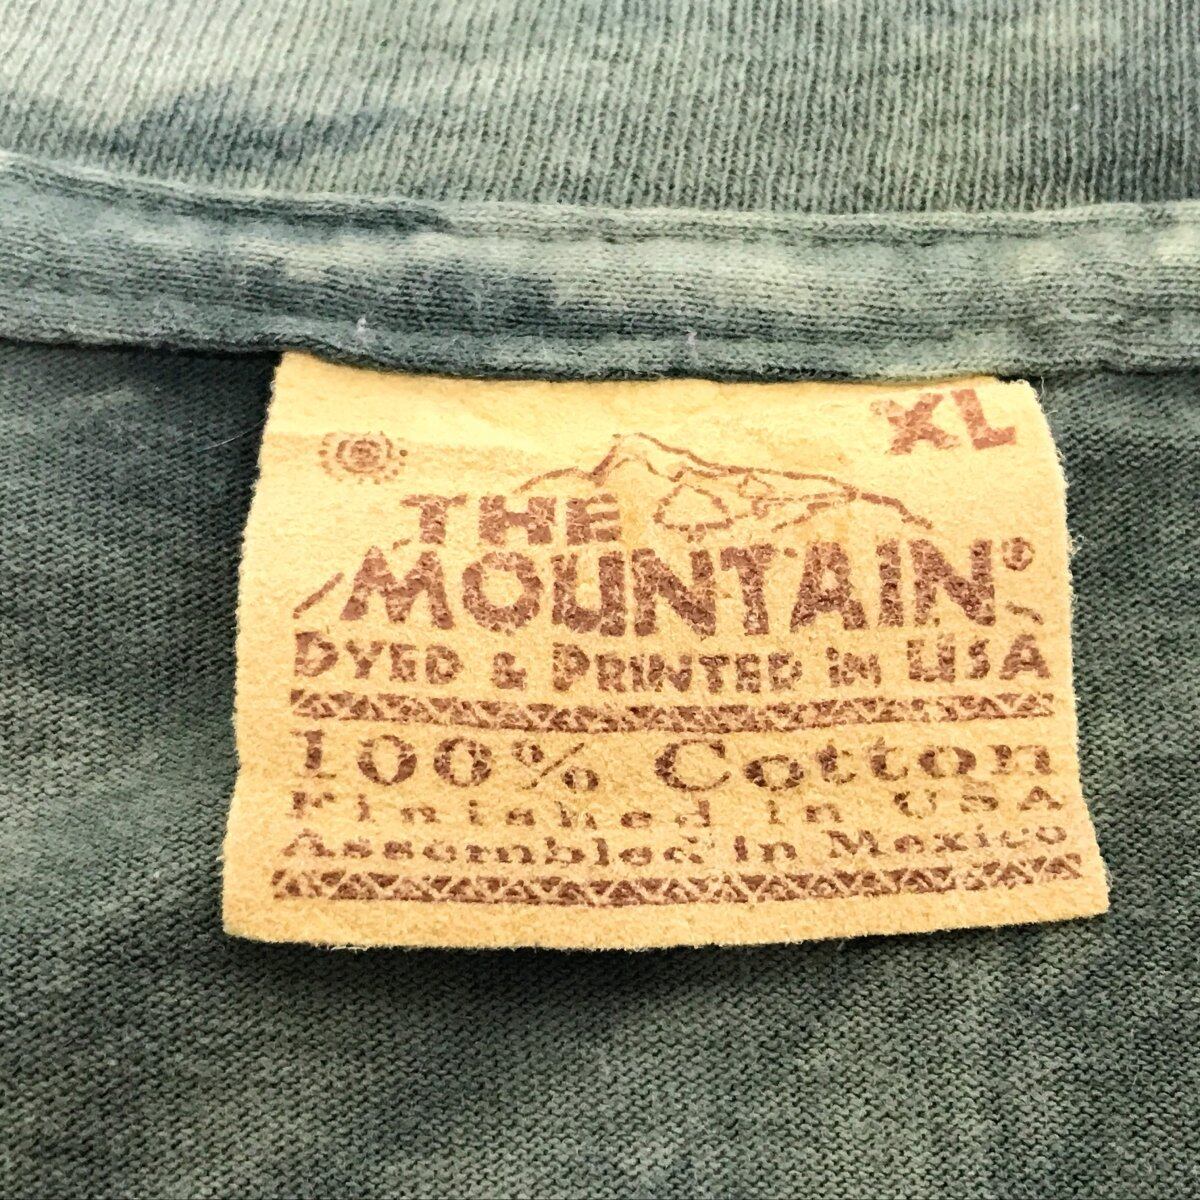 XL
THE
MOUNTAIN®
DYED & PRINTED in USA
100% Cotton
Finished in USA
Assembled in Mexico